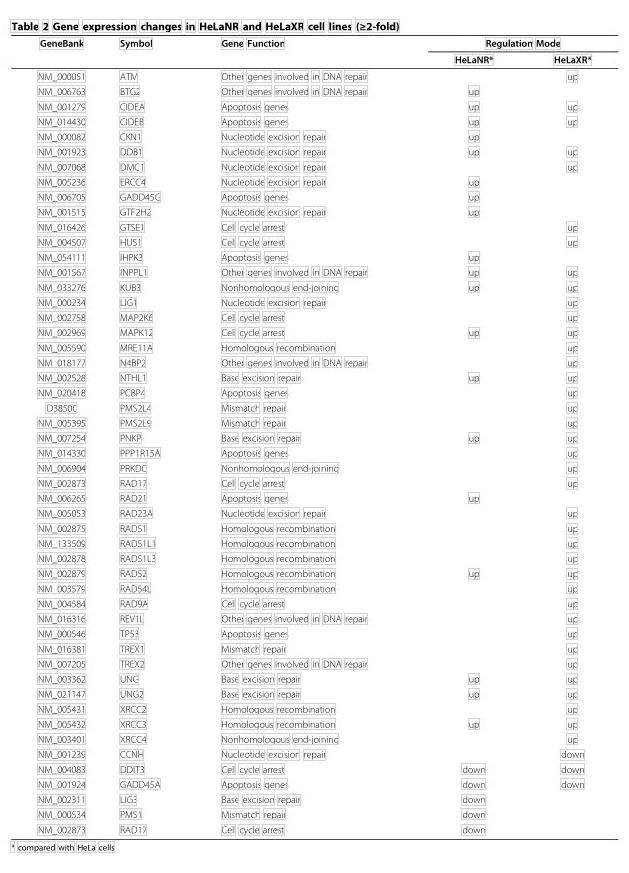 Table 2 Gene expression changes in HeLaNR and HeLaXR cell lines (≥2-fold)
GeneBank Symbol Gene Function Regulation Mode
HeLaNR* HeLaXR*
NM_000051 ATM Other genes involved in DNA repair up
NM_006763 BTG2 Other genes involved in DNA repair up
NM_001279 CIDEA Apoptosis genes up up
NM_014430 CIDEB Apoptosis genes up up
NM_000082 CKN1 Nucleotide excision repair up
NM_001923 DDB1 Nucleotide excision repair up up
NM_007068 DMC1 Nucleotide excision repair up
NM_005236 ERCC4 Nucleotide excision repair up
NM_006705 GADD45G Apoptosis genes up
NM_001515 GTF2H2 Nucleotide excision repair up
NM_016426 GTSE1 Cell cycle arrest up
NM_004507 HUS1 Cell cycle arrest up
NM_054111 IHPK3 Apoptosis genes up
NM_001567 INPPL1 Other genes involved in DNA repair up up
NM_033276 KUB3 Nonhomologous end-joining up up
NM_000234 LIG1 Nucleotide excision repair up
NM_002758 MAP2K6 Cell cycle arrest up
NM_002969 MAPK12 Cell cycle arrest up up
NM_005590 MRE11A Homologous recombination up
NM_018177 N4BP2 Other genes involved in DNA repair up
NM_002528 NTHL1 Base excision repair up up
NM_020418 PCBP4 Apoptosis genes up
D38500 PMS2L4 Mismatch repair up
NM_005395 PMS2L9 Mismatch repair up
NM_007254 PNKP Base excision repair up up
NM_014330 PPP1R15A Apoptosis genes up
NM_006904 PRKDC Nonhomologous end-joining up
NM_002873 RAD17 Cell cycle arrest up
NM_006265 RAD21 Apoptosis genes up
NM_005053 RAD23A Nucleotide excision repair up
NM_002875 RAD51 Homologous recombination up
NM_133509 RAD51L1 Homologous recombination up
NM_002878 RAD51L3 Homologous recombination up
NM_002879 RAD52 Homologous recombination up up
NM_003579 RAD54L Homologous recombination up
NM_004584 RAD9A Cell cycle arrest up
NM_016316 REV1L Other genes involved in DNA repair up
NM_000546 TP53 Apoptosis genes up
NM_016381 TREX1 Mismatch repair up
NM_007205 TREX2 Other genes involved in DNA repair up
NM_003362 UNG Base excision repair up up
NM_021147 UNG2 Base excision repair up up
NM_005431 XRCC2 Homologous recombination up
NM_005432 XRCC3 Homologous recombination up up
NM_003401 XRCC4 Nonhomologous end-joining up
NM_001239 CCNH Nucleotide excision repair down
NM_004083 DDIT3 Cell cycle arrest down down
NM_001924 GADD45A Apoptosis genes down down
NM_002311 LIG3 Base excision repair down
NM_000534 PMS1 Mismatch repair down
NM_002873 RAD17 Cell cycle arrest down
* compared with HeLa cells